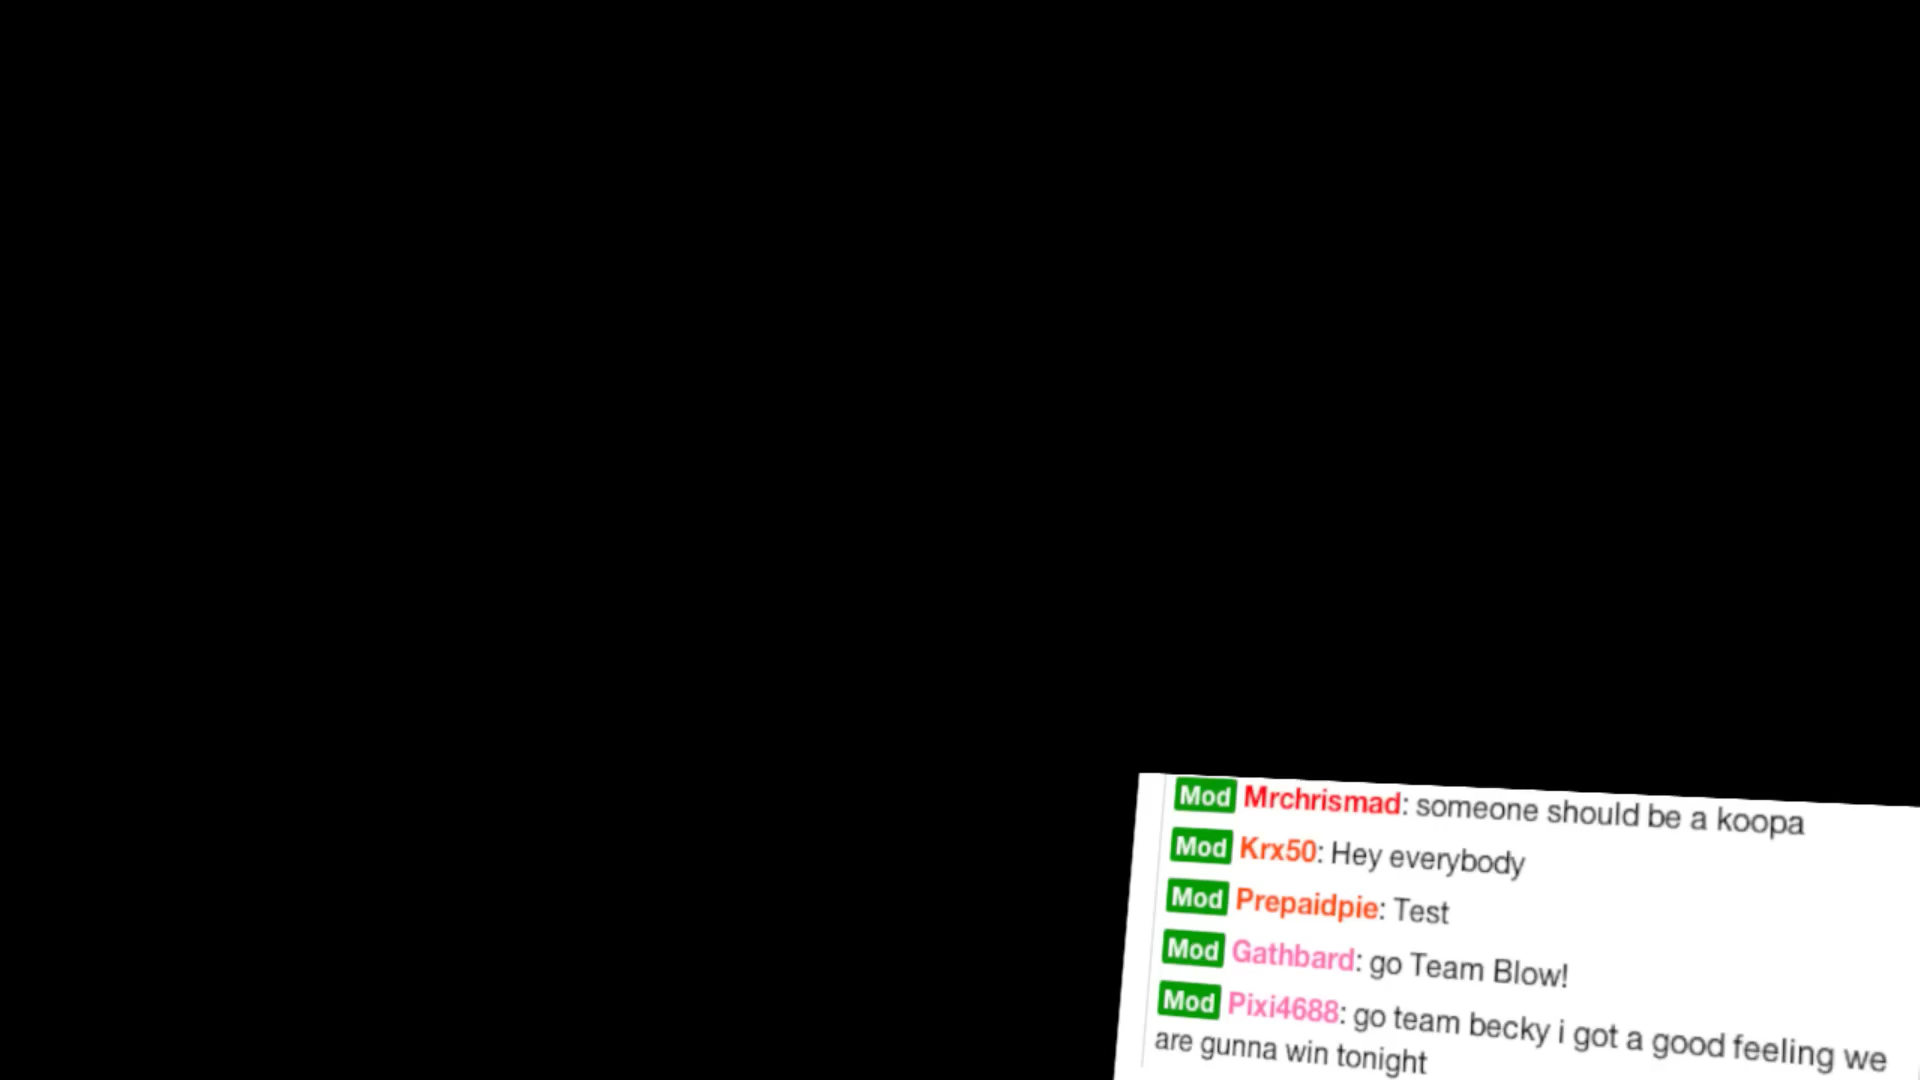 Mod Mrchrismad: someone should be a koopa
Mod Krx50: Hey everybody
Mod Prepaidpie: Test
Mod Gathbard: go Team Blow!
Mod Pixi4688: go team becky i got a good feeling we
are gunna win tonight